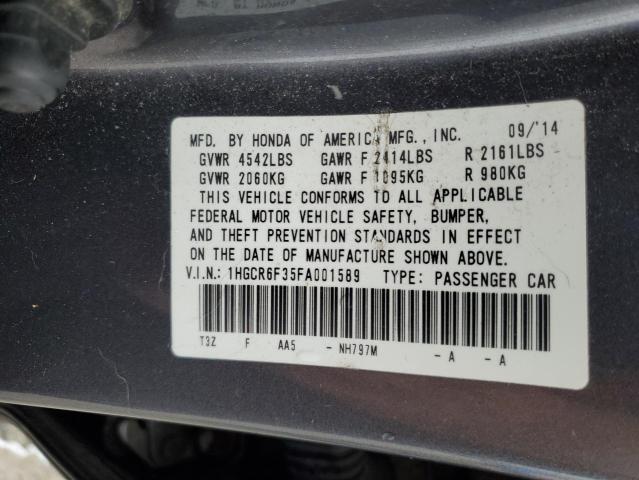 MFD. BY HONDA OF AMERICA MFG., INC. 09/'14
GVWR 4542LBS GAWR F 2414LBS R 2161LBS
GVWR 2060KG GAWR F 1095KG R 980KG
THIS VEHICLE CONFORMS TO ALL APPLICABLE
FEDERAL MOTOR VEHICLE SAFETY, BUMPER,
AND THEFT PREVENTION STANDARDS IN EFFECT
ON THE DATE OF MANUFACTURE SHOWN ABOVE.
V.I.N.: 1HGCR6F35FA001589 TYPE: PASSENGER CAR
T3Z F AA5 - NH797M - A - A